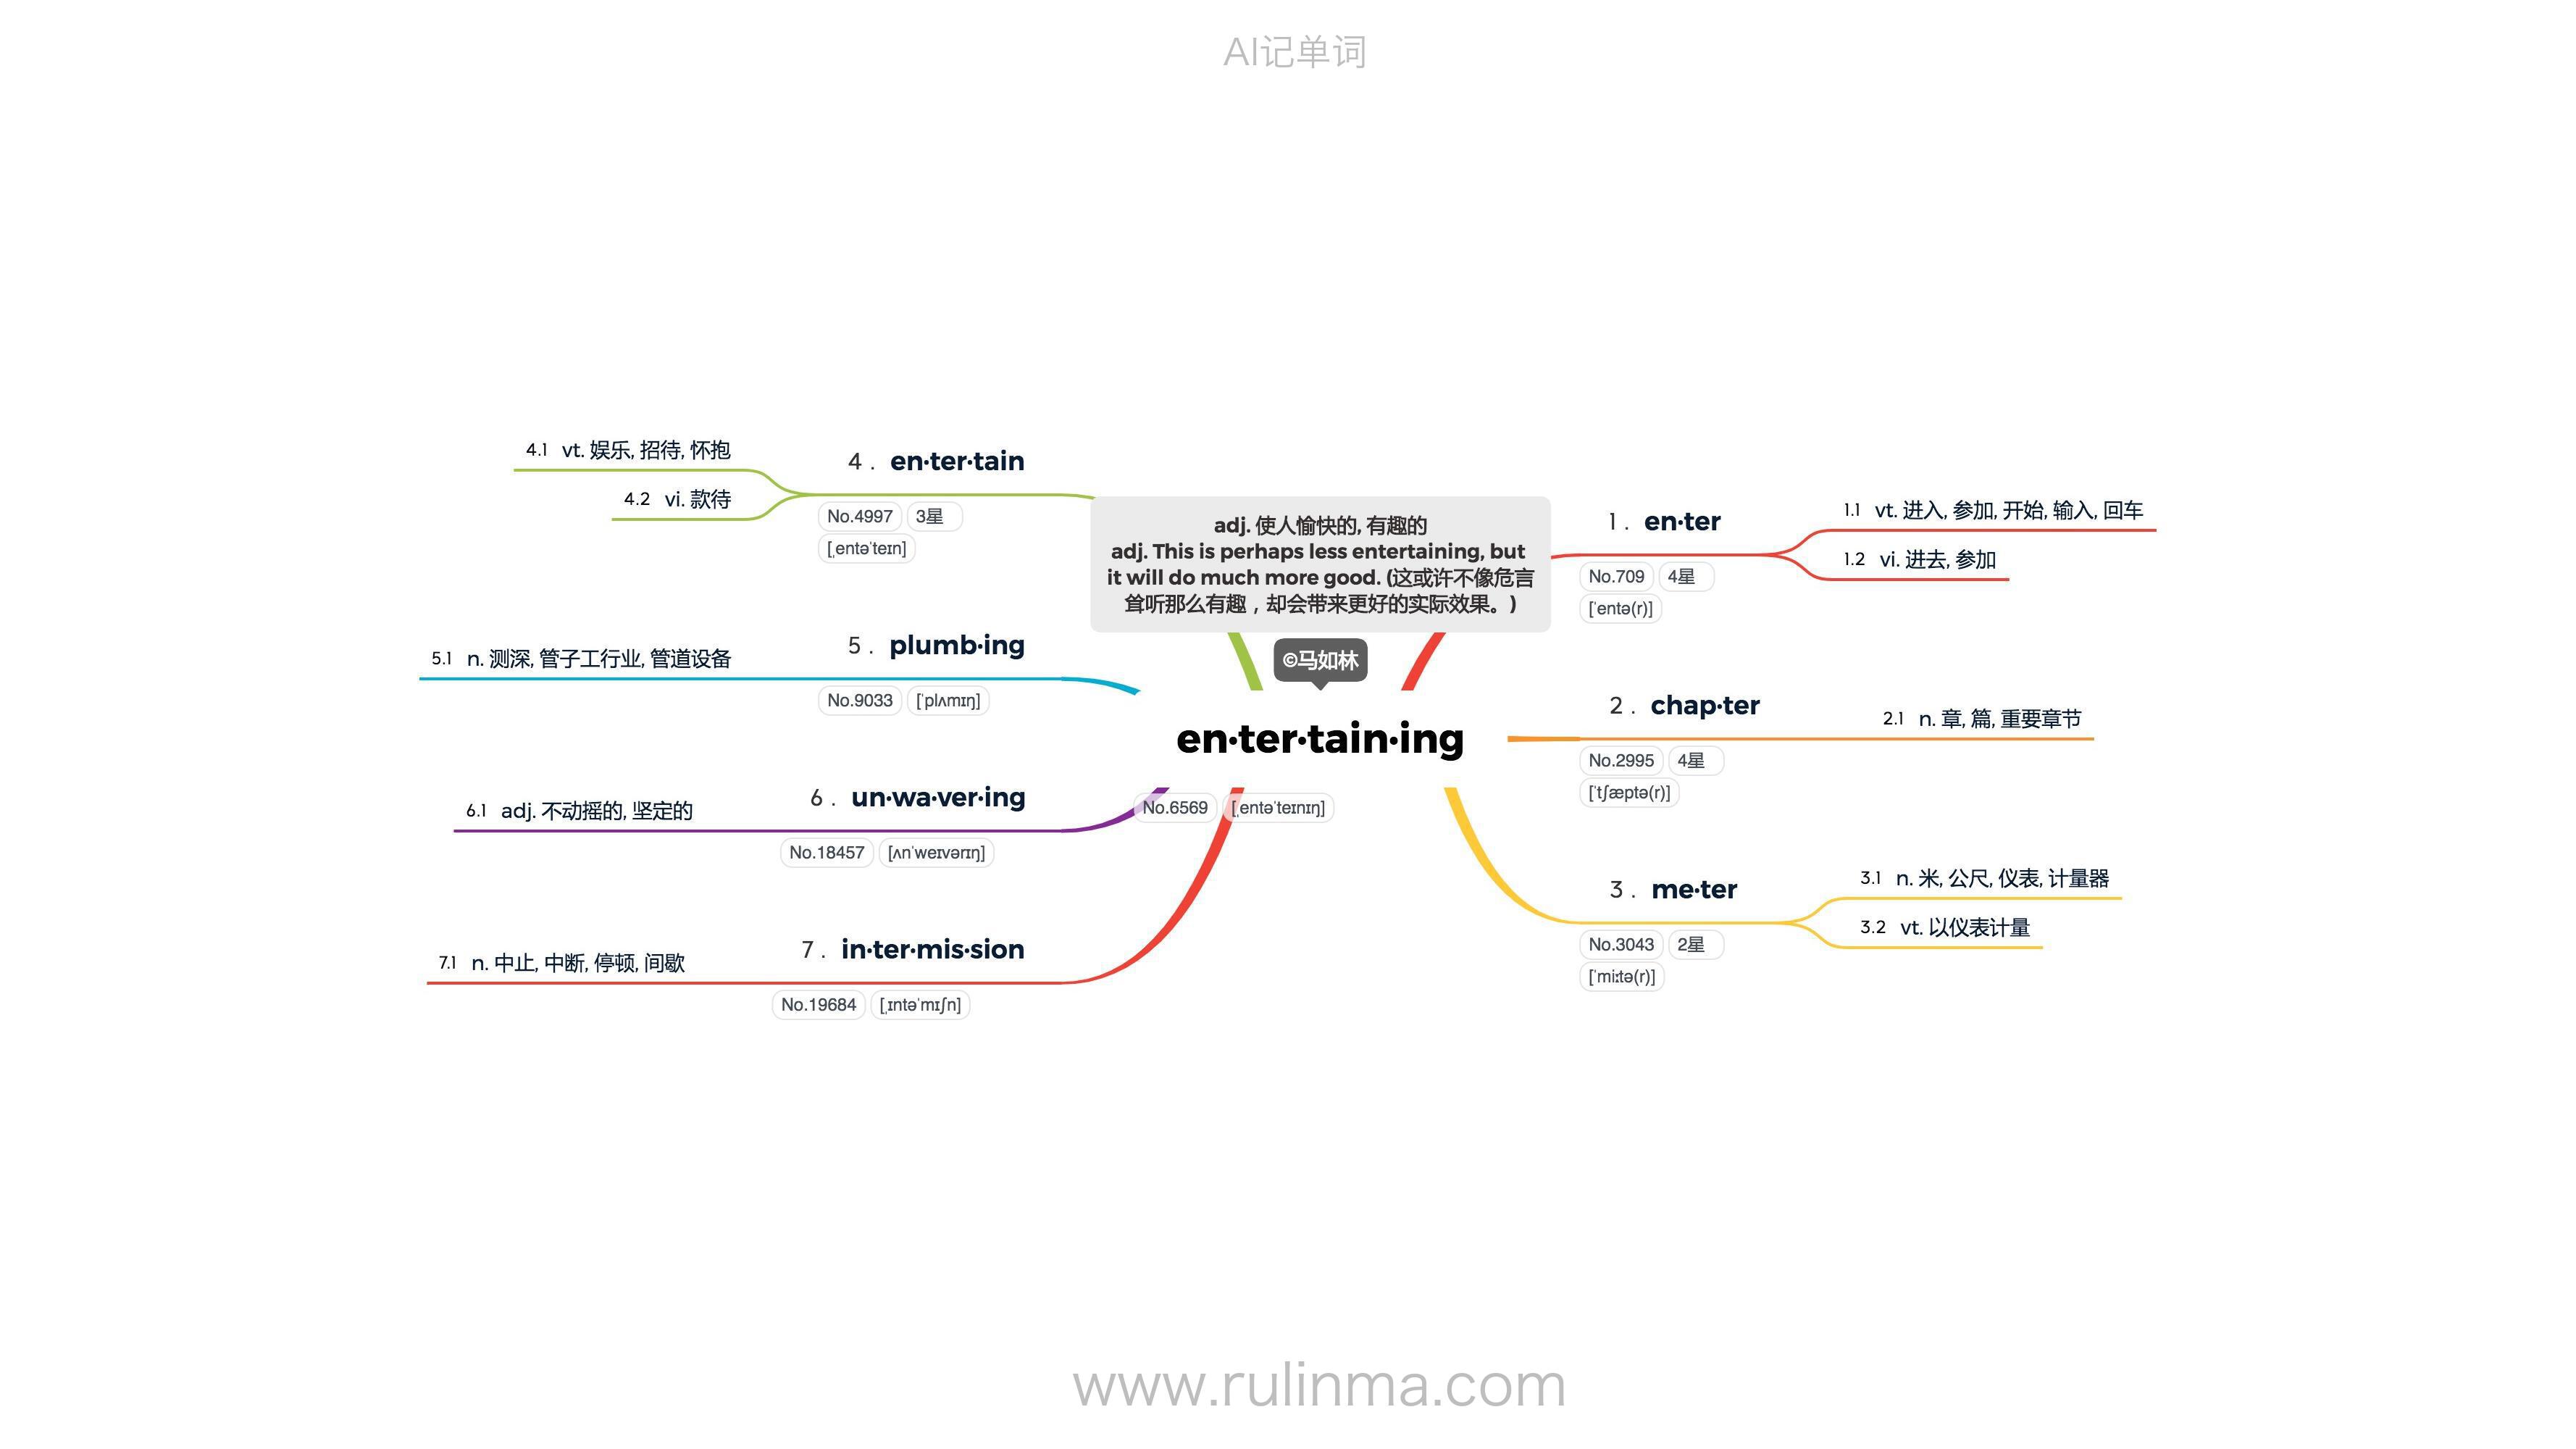 AI记单词
adj. 使人愉快的, 有趣的
adj. This is perhaps less entertaining, but
it will do much more good. (这或许不像危言
耸听那么有趣，却会带来更好的实际效果。)
©马如林
en·ter·tain·ing
No.6569 [ˌentəˈteɪnɪŋ]
1. en·ter
No.709 4星
[ˈentə(r)]
1.1 vt. 进入, 参加, 开始, 输入, 回车
1.2 vi. 进去, 参加
2. chap·ter
No.2995 4星
[ˈtʃæptə(r)]
2.1 n. 章, 篇, 重要章节
3. me·ter
No.3043 2星
[ˈmiːtə(r)]
3.1 n. 米, 公尺, 仪表, 计量器
3.2 vt. 以仪表计量
4. en·ter·tain
No.4997 3星
[ˌentəˈteɪn]
4.1 vt. 娱乐, 招待, 怀抱
4.2 vi. 款待
5. plumb·ing
No.9033 [ˈplʌmɪŋ]
5.1 n. 测深, 管子工行业, 管道设备
6. un·wa·ver·ing
No.18457 [ʌnˈweɪvərɪŋ]
6.1 adj. 不动摇的, 坚定的
7. in·ter·mis·sion
No.19684 [ˌɪntəˈmɪʃn]
7.1 n. 中止, 中断, 停顿, 间歇
www.rulinma.com